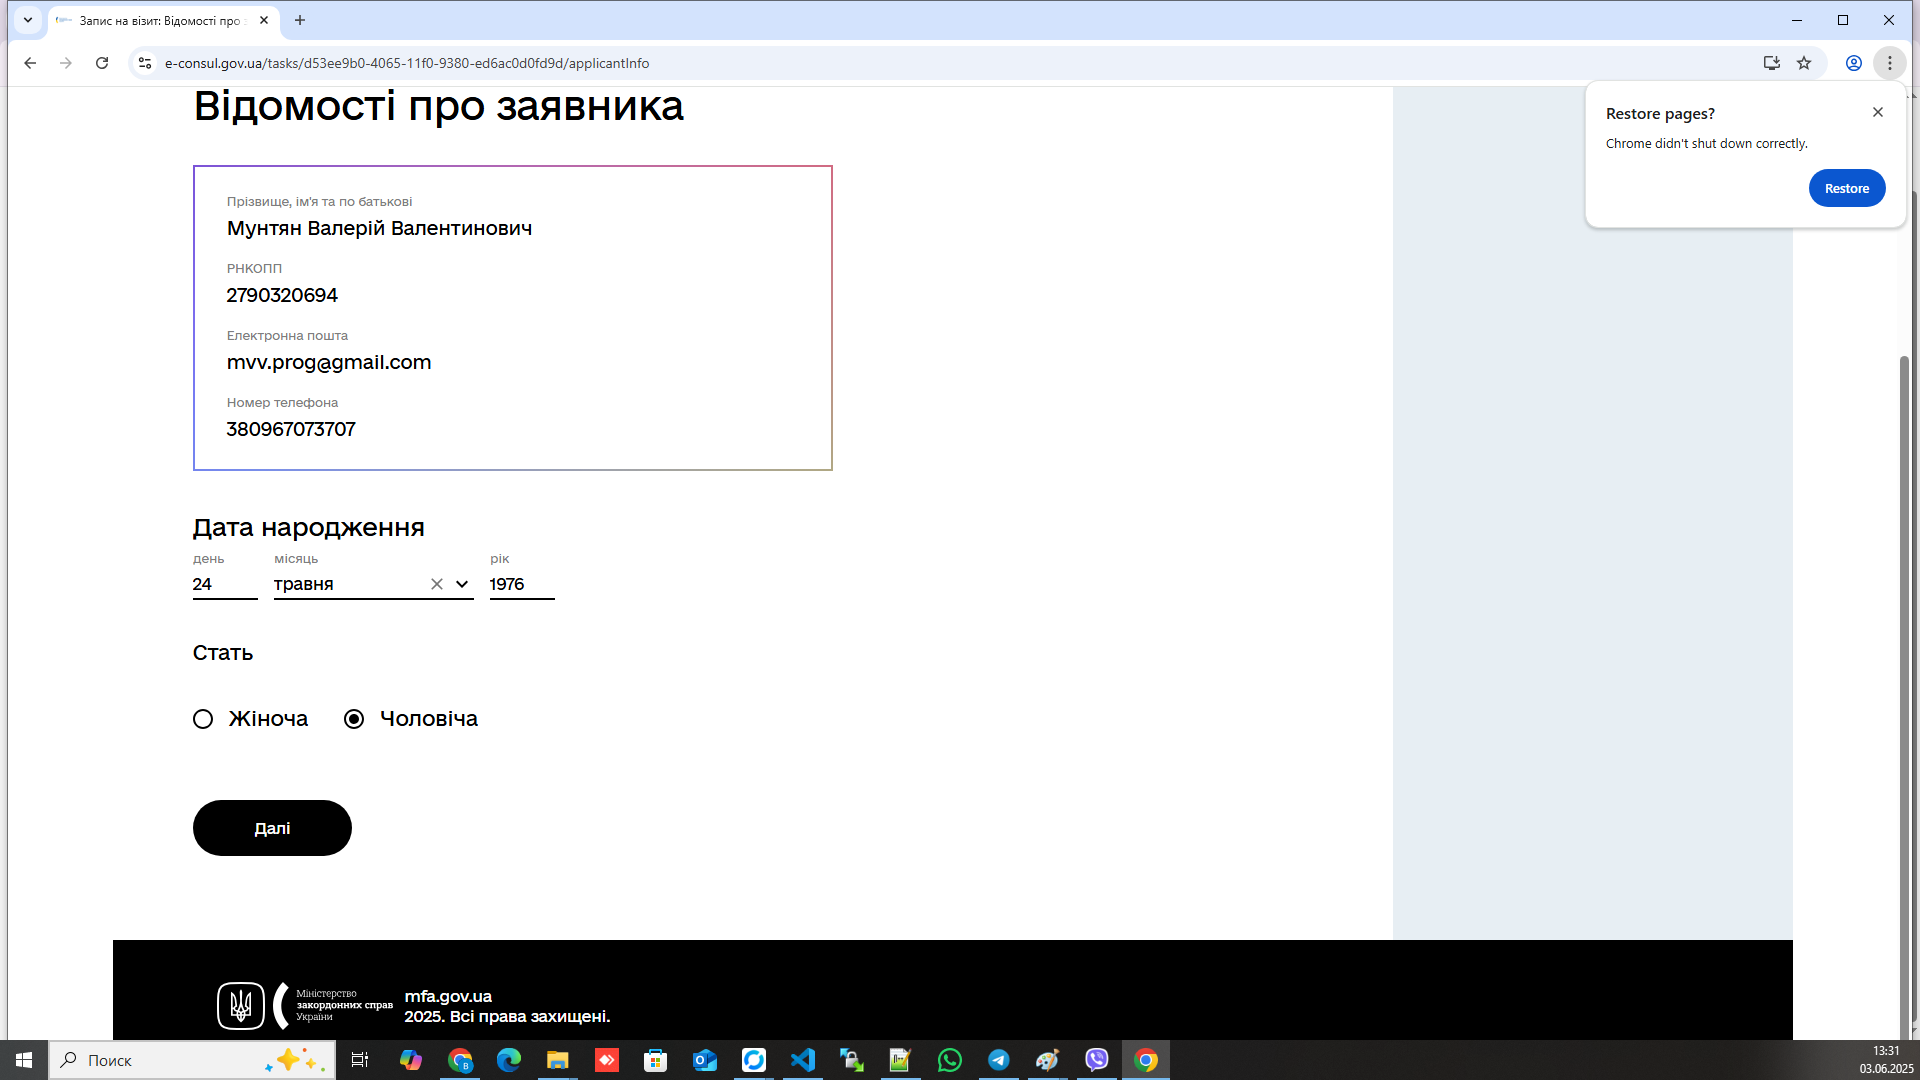 Запис на візит: Відомості про з
e-consul.gov.ua/tasks/d53ee9b0-4065-11f0-9380-ed6ac0d0fd9d/applicantInfo
Restore pages?
Chrome didn't shut down correctly.
Restore
Відомості про заявника
Прізвище, ім'я та по батькові
Мунтян Валерій Валентинович
РНКОПП
2790320694
Електронна пошта
mvv.prog@gmail.com
Номер телефона
380967073707
Дата народження
день місяць рік
24 травня 1976
Стать
Жіноча Чоловіча
Далі
Міністерство
закордонних справ
України
mfa.gov.ua
2025. Всі права захищені.
Поиск
13:31
03.06.2025